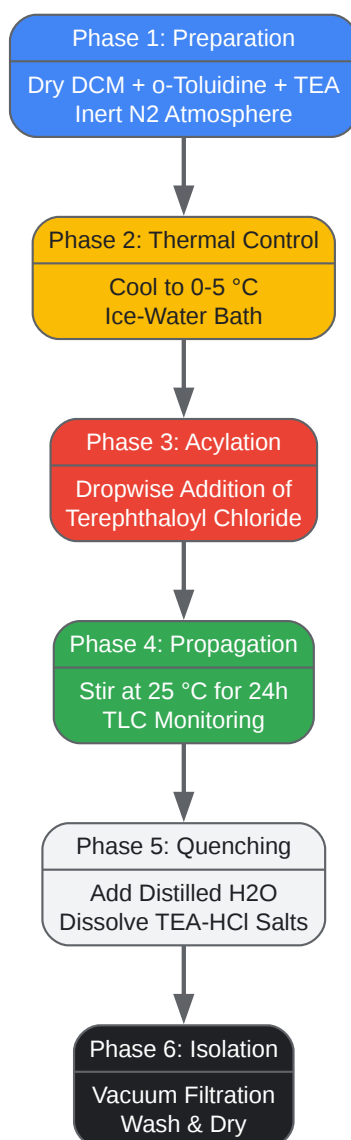 Phase 1: Preparation
Dry DCM + o-Toluidine + TEA
Inert N2 Atmosphere
Phase 2: Thermal Control
Cool to 0-5 °C
Ice-Water Bath
Phase 3: Acylation
Dropwise Addition of
Terephthaloyl Chloride
Phase 4: Propagation
Stir at 25 °C for 24h
TLC Monitoring
Phase 5: Quenching
Add Distilled H2O
Dissolve TEA-HCl Salts
Phase 6: Isolation
Vacuum Filtration
Wash & Dry